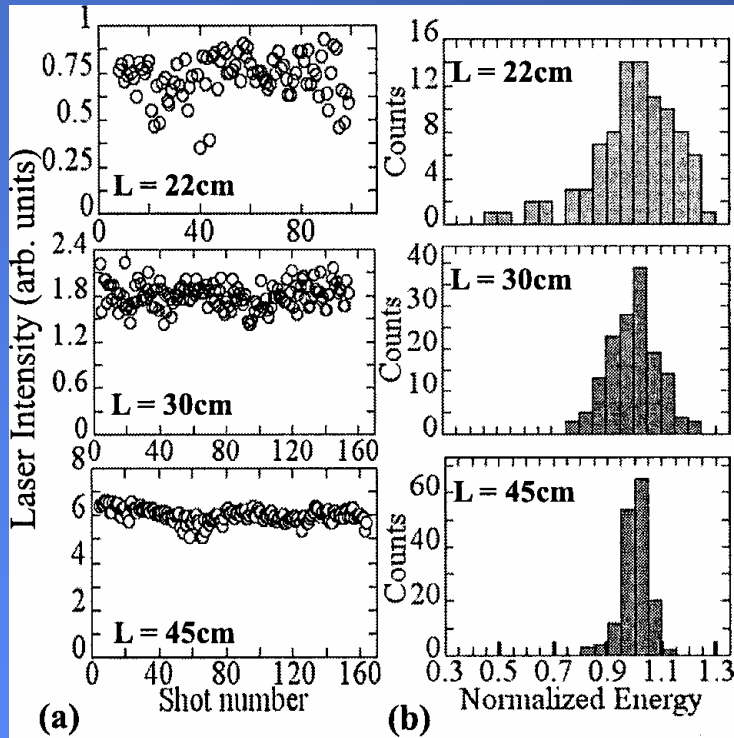 Laser Intensity (arb. units)
1
0.75
0.5
0.25
0
L = 22cm
0 40 80
2.4
1.8
1.2
0.6
0
L = 30cm
0 40 80 120 160
8
6
4
2
0
L = 45cm
0 40 80 120 160
Shot number
(a)
16
12
8
4
0
Counts
L = 22cm
40
30
20
10
0
Counts
L = 30cm
60
40
20
0
Counts
L = 45cm
0.3 0.5 0.7 0.9 1.1 1.3
Normalized Energy
(b)